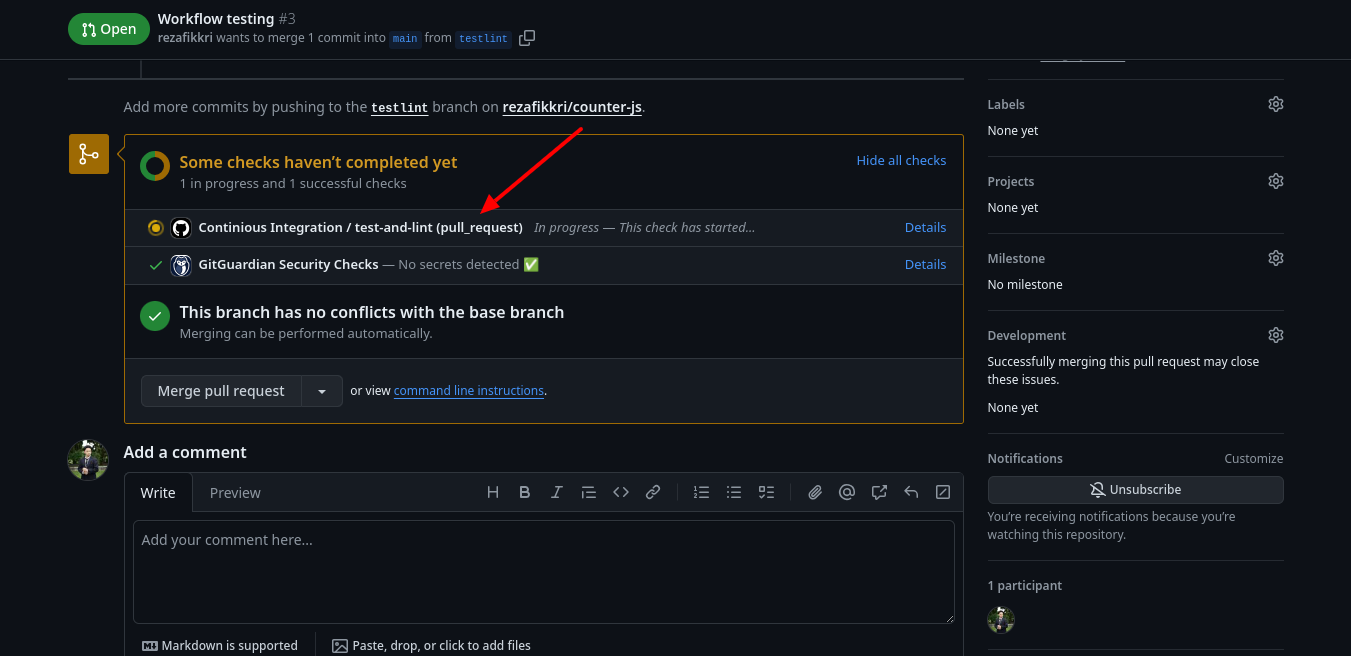 Open
Workflow testing #3
rezafikkri wants to merge 1 commit into main from testlint
Add more commits by pushing to the testlint branch on rezafikkri/counter-js.
Some checks haven’t completed yet
Hide all checks
1 in progress and 1 successful checks
Continious Integration / test-and-lint (pull_request) In progress — This check has started…
Details
GitGuardian Security Checks — No secrets detected ✅
Details
This branch has no conflicts with the base branch
Merging can be performed automatically.
Merge pull request
or view command line instructions.
Add a comment
Write
Preview
H B I
Add your comment here...
Markdown is supported
Paste, drop, or click to add files
Labels
None yet
Projects
None yet
Milestone
No milestone
Development
Successfully merging this pull request may close
these issues.
None yet
Notifications
Customize
Unsubscribe
You’re receiving notifications because you’re
watching this repository.
1 participant